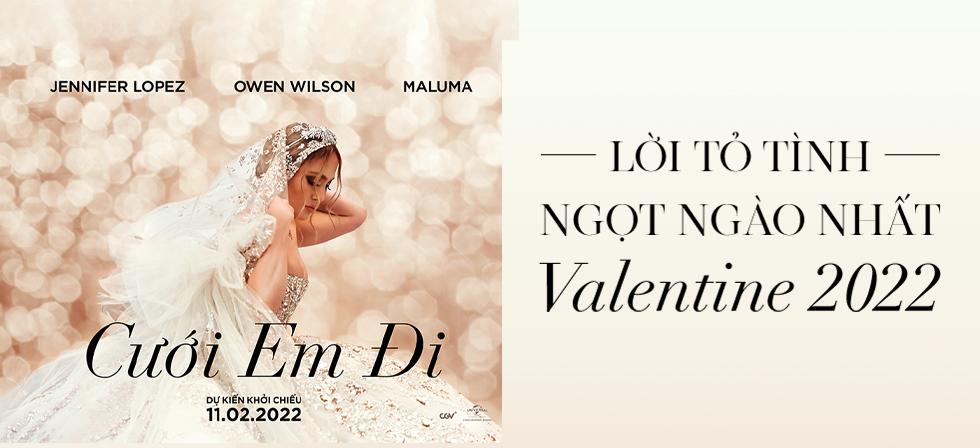 JENNIFER LOPEZ OWEN WILSON MALUMA
Cưới Em Đi
DỰ KIẾN KHỞI CHIẾU
11.02.2022
CGV UNIVERSAL
LỜI TỎ TÌNH
NGỌT NGÀO NHẤT
Valentine 2022